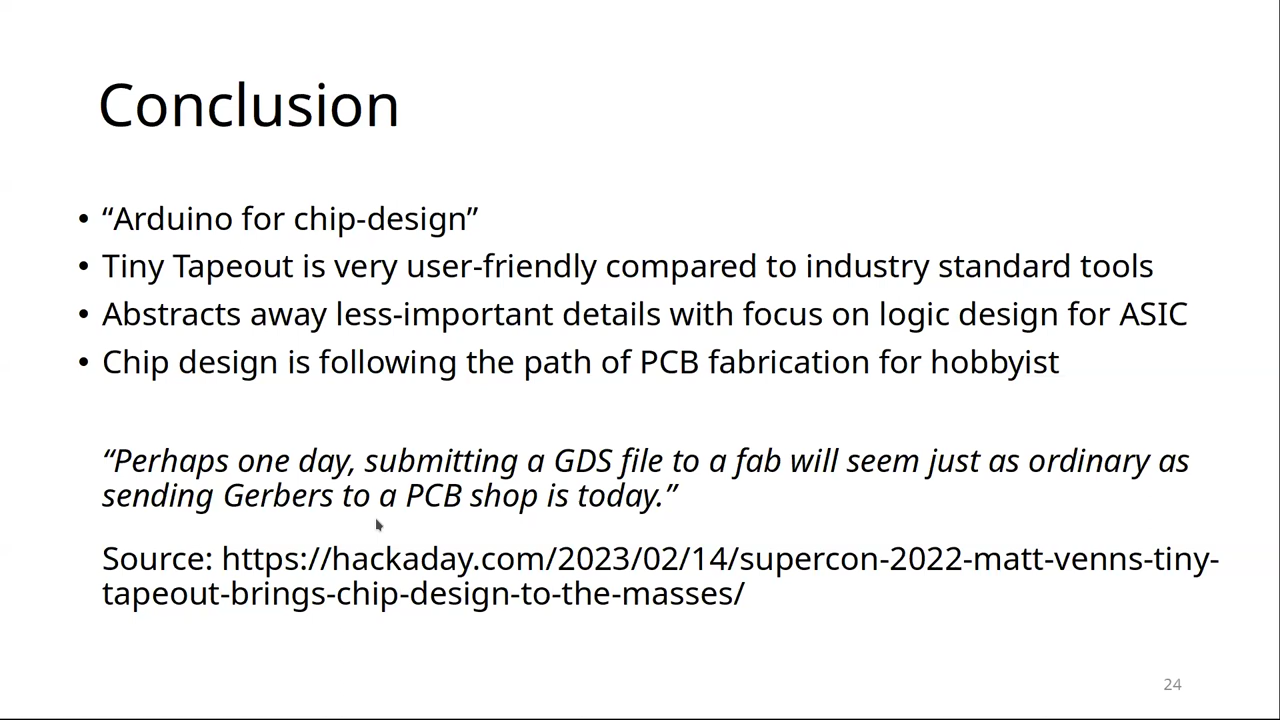 Conclusion
• “Arduino for chip-design”
• Tiny Tapeout is very user-friendly compared to industry standard tools
• Abstracts away less-important details with focus on logic design for ASIC
• Chip design is following the path of PCB fabrication for hobbyist
“Perhaps one day, submitting a GDS file to a fab will seem just as ordinary as
sending Gerbers to a PCB shop is today.”
Source: https://hackaday.com/2023/02/14/supercon-2022-matt-venns-tiny-
tapeout-brings-chip-design-to-the-masses/
24